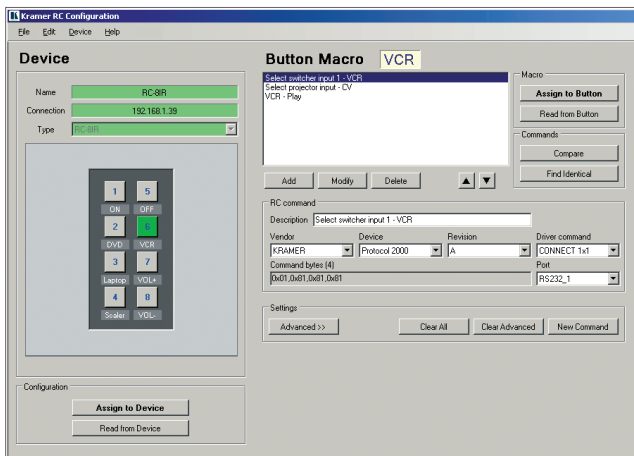 Kramer RC Configuration
File Edit Device Help
Device
Name RC-8IR
Connection 192.168.1.39
Type RC-8IR
1 5
ON OFF
2 6
DVD VCR
3 7
Laptop VOL+
4 8
Scaler VOL-
Configuration
Assign to Device
Read from Device
Button Macro VCR
Select switcher input 1 - VCR
Select projector input - CV
VCR - Play
Add Modify Delete
Macro
Assign to Button
Read from Button
Commands
Compare
Find Identical
RC command
Description Select switcher input 1 - VCR
Vendor Device Revision Driver command
KRAMER Protocol 2000 A CONNECT 1x1
Command bytes (4) Port
0x01,0x81,0x81,0x81 RS232_1
Settings
Advanced >> Clear All Clear Advanced New Command